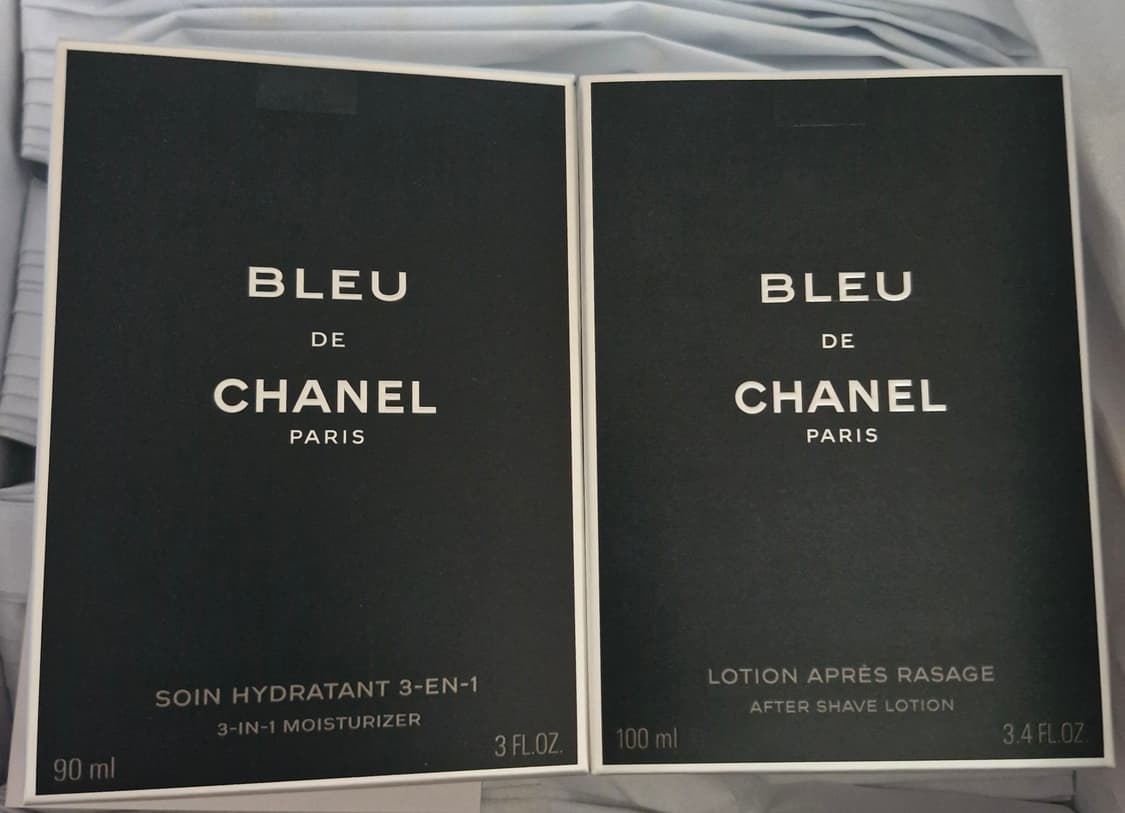 BLEU
DE
CHANEL
PARIS
SOIN HYDRATANT 3-EN-1
3-IN-1 MOISTURIZER
90 ml
3 FL.OZ.
BLEU
DE
CHANEL
PARIS
LOTION APRÈS RASAGE
AFTER SHAVE LOTION
100 ml
3.4 FL.OZ.